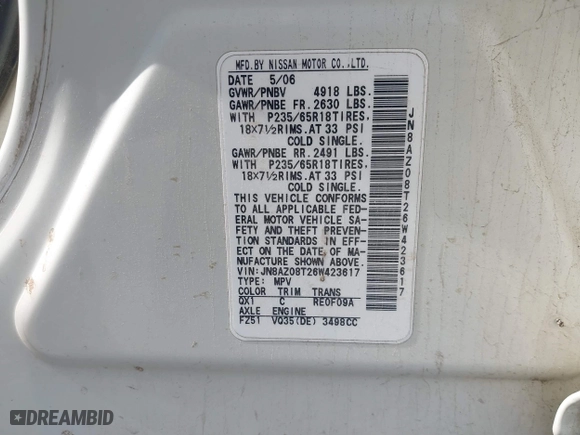 MFD.BY NISSAN MOTOR CO.,LTD.
DATE 5/06
GVWR/PNBV 4918 LBS.
GAWR/PNBE FR.2630 LBS.
WITH P235/65R18TIRES,
18X7½RIMS.AT 33 PSI
COLD SINGLE.
GAWR/PNBE RR.2491 LBS.
WITH P235/65R18TIRES,
18X7½RIMS.AT 33 PSI
COLD SINGLE.
THIS VEHICLE CONFORMS
TO ALL APPLICABLE FED-
ERAL MOTOR VEHICLE SA-
FETY AND THEFT PREVEN-
TION STANDARDS IN EFF-
ECT ON THE DATE OF MA-
NUFACTURE SHOWN ABOVE.
VIN:JN8AZ08T26W423617
TYPE: MPV
COLOR TRIM TRANS
QX1 C RE0F09A
AXLE ENGINE
FZ51 VQ35(DE) 3498CC
JN8AZ08T26W423617
DREAMBID